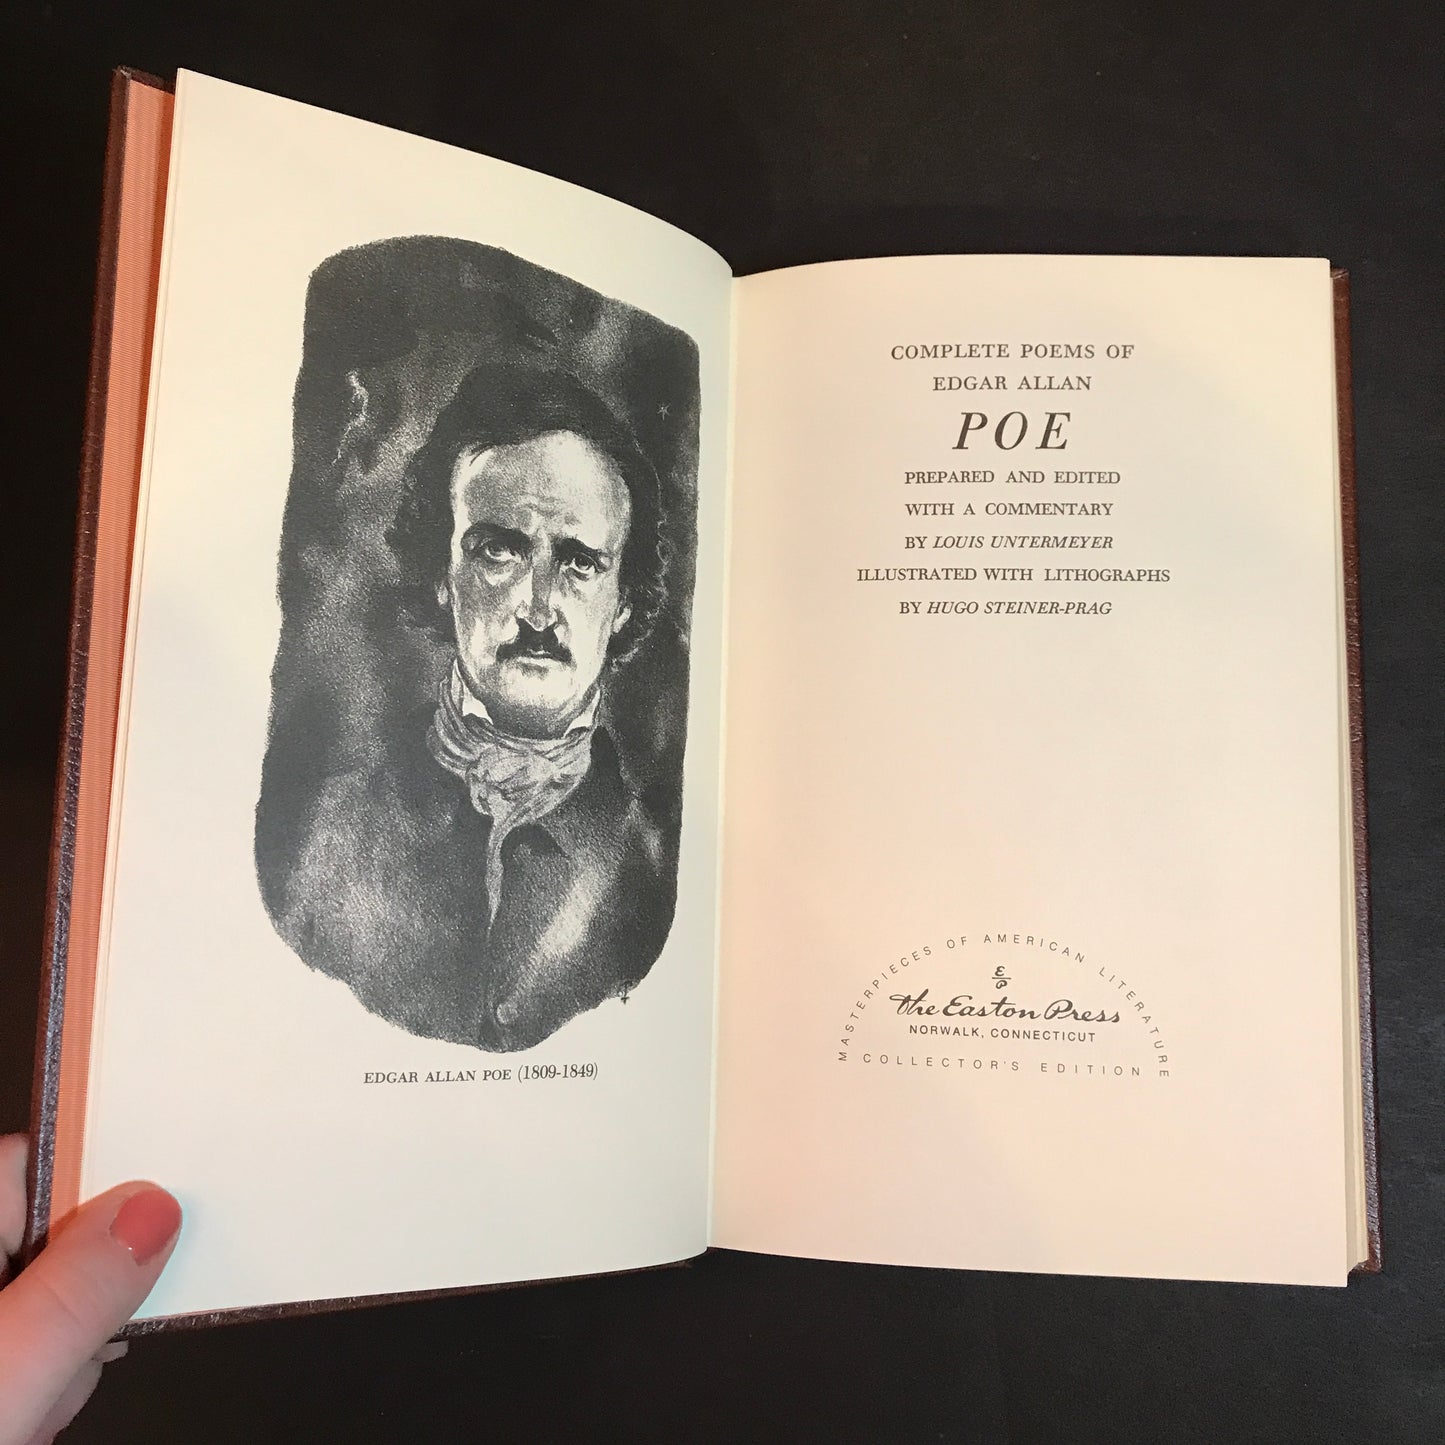 EDGAR ALLAN POE (1809-1849)
COMPLETE POEMS OF
EDGAR ALLAN
POE
PREPARED AND EDITED
WITH A COMMENTARY
BY LOUIS UNTERMEYER
ILLUSTRATED WITH LITHOGRAPHS
BY HUGO STEINER-PRAG
MASTERPIECES OF AMERICAN LITERATURE
E/P
The Easton Press
NORWALK, CONNECTICUT
COLLECTOR'S EDITION